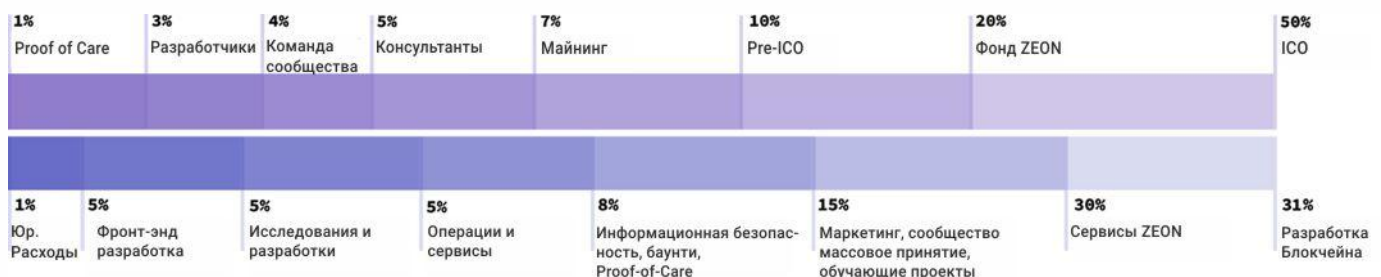 1% 3% 4% 5% 7% 10% 20% 50%
Proof of Care Разработчики Команда Консультанты Майнинг Pre-ICO Фонд ZEON ICO
сообщества
1% 5% 5% 5% 8% 15% 30% 31%
Юр. Фронт-энд Исследования и Операции и Информационная безопас- Маркетинг, сообщество Сервисы ZEON Разработка
Расходы разработка разработки сервисы ность, баунти, массовое принятие, Блокчейна
Proof-of-Care обучающие проекты